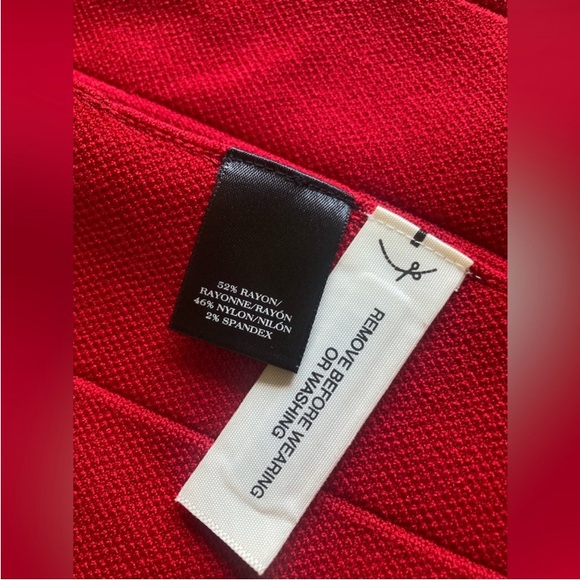 52% RAYON/
RAYONNE/RAYÓN
46% NYLON/NILÓN
2% SPANDEX
REMOVE BEFORE WEARING
OR WASHING